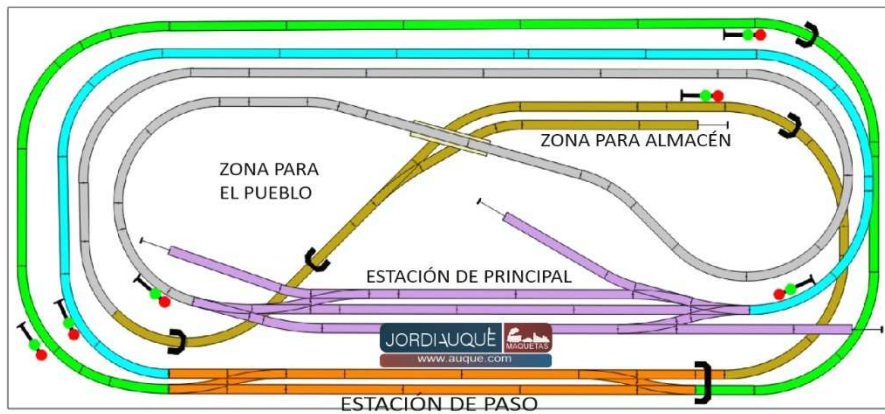 ZONA PARA ALMACÉN
ZONA PARA
EL PUEBLO
ESTACIÓN DE PRINCIPAL
JORDIAUQUÉ
MAQUETAS
www.auque.com
ESTACIÓN DE PASO